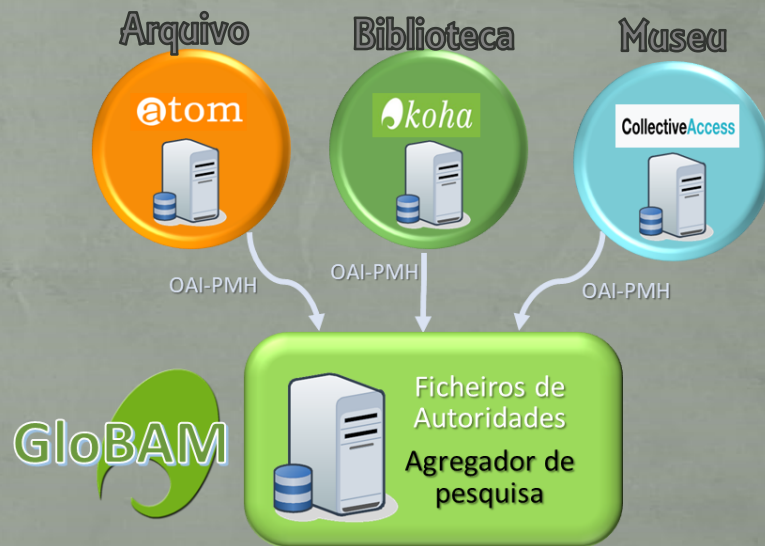 Arquivo
Biblioteca
Museu
atom
koha
CollectiveAccess
OAI-PMH
OAI-PMH
OAI-PMH
GloBAM
Ficheiros de
Autoridades
Agregador de
pesquisa